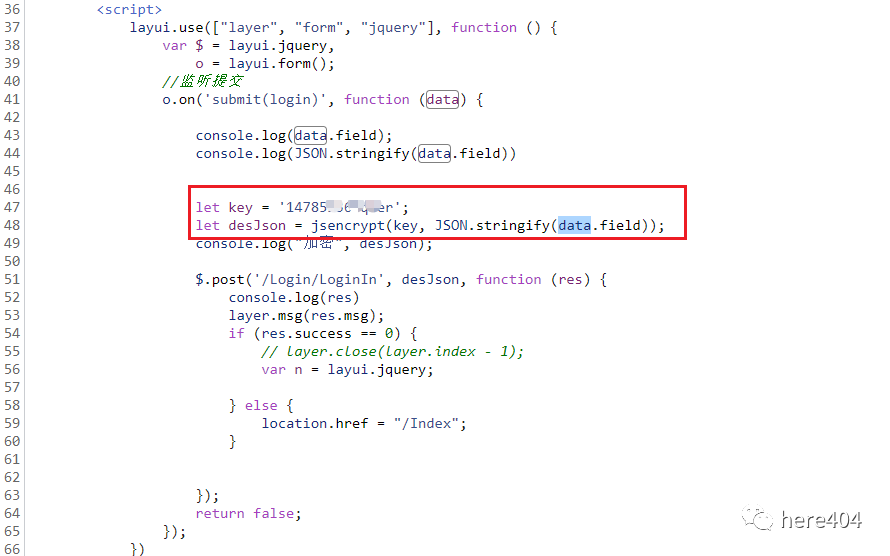 36 <script>
37 layui.use(["layer", "form", "jquery"], function () {
38 var $ = layui.jquery,
39 o = layui.form();
40 //监听提交
41 o.on('submit(login)', function (data) {
42
43 console.log(data.field);
44 console.log(JSON.stringify(data.field))
45
46
47 let key = '14785
48 let desJson = jsencrypt(key, JSON.stringify(data.field));
49 console.log("加密", desJson);
50
51 $.post('/Login/LoginIn', desJson, function (res) {
52 console.log(res)
53 layer.msg(res.msg);
54 if (res.success == 0) {
55 // layer.close(layer.index - 1);
56 var n = layui.jquery;
57
58 } else {
59 location.href = "/Index";
60 }
61
62
63 });
64 return false;
65 });
66 })
here404